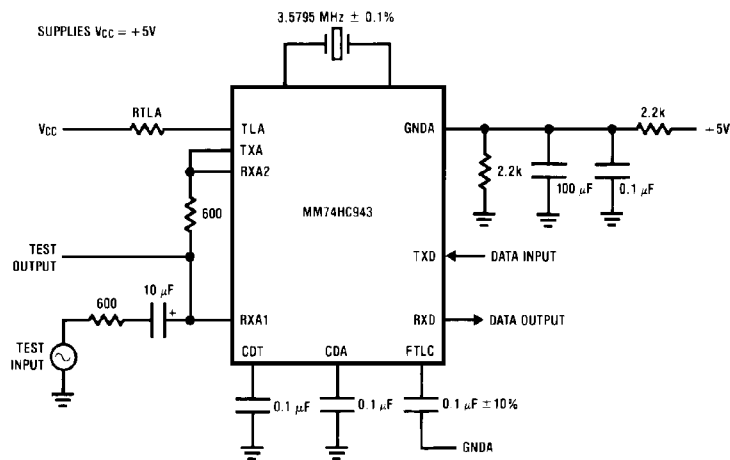 SUPPLIES VCC = +5V
3.5795 MHz ± 0.1%
VCC
RTLA
TLA
TXA
RXA2
GNDA
2.2k
+5V
2.2k
100 µF
0.1 µF
600
MM74HC943
TEST
OUTPUT
TXD
DATA INPUT
10 µF
+
600
RXA1
RXD
DATA OUTPUT
TEST
INPUT
CDT
CDA
FTLC
0.1 µF
0.1 µF
0.1 µF ±10%
GNDA